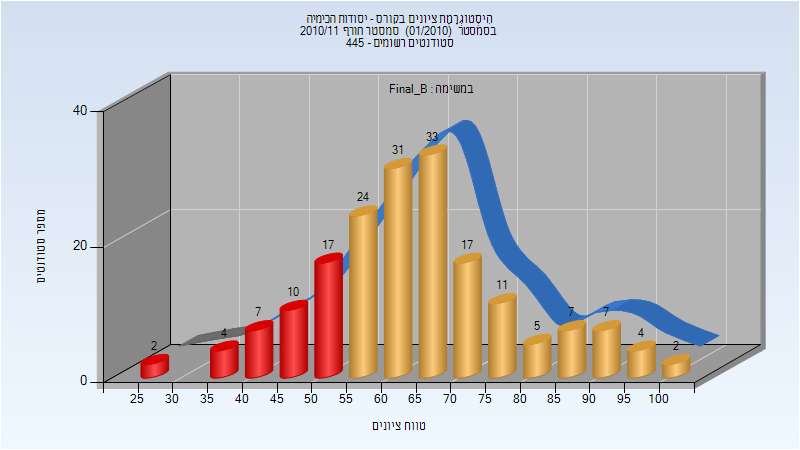 היסטוגרמת ציונים בקורס - יסודות הכימיה
בסמסטר (01/2010) סמסטר חורף 2010/11
סטודנטים רשומים - 445
במשימה : Final_B
40
20
0
מספר סטודנטים
2
4
7
10
17
24
31
33
17
11
5
7
7
4
2
25 30 35 40 45 50 55 60 65 70 75 80 85 90 95 100
טווח ציונים